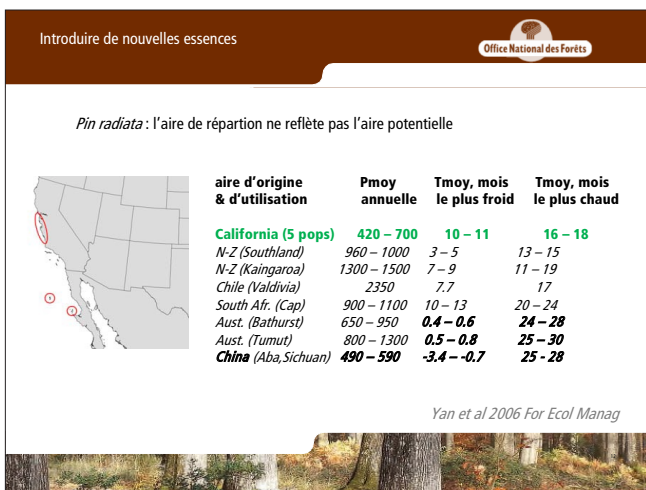 Introduire de nouvelles essences
Office National des Forêts
Pin radiata : l'aire de répartion ne reflète pas l'aire potentielle
aire d'origine Pmoy Tmoy, mois Tmoy, mois
& d'utilisation annuelle le plus froid le plus chaud
California (5 pops) 420 – 700 10 – 11 16 – 18
N-Z (Southland) 960 – 1000 3 – 5 13 – 15
N-Z (Kaingaroa) 1300 – 1500 7 – 9 11 – 19
Chile (Valdivia) 2350 7.7 17
South Afr. (Cap) 900 – 1100 10 – 13 20 – 24
Aust. (Bathurst) 650 – 950 0.4 – 0.6 24 – 28
Aust. (Tumut) 800 – 1300 0.5 – 0.8 25 – 30
China (Aba,Sichuan) 490 – 590 -3.4 – -0.7 25 - 28
Yan et al 2006 For Ecol Manag